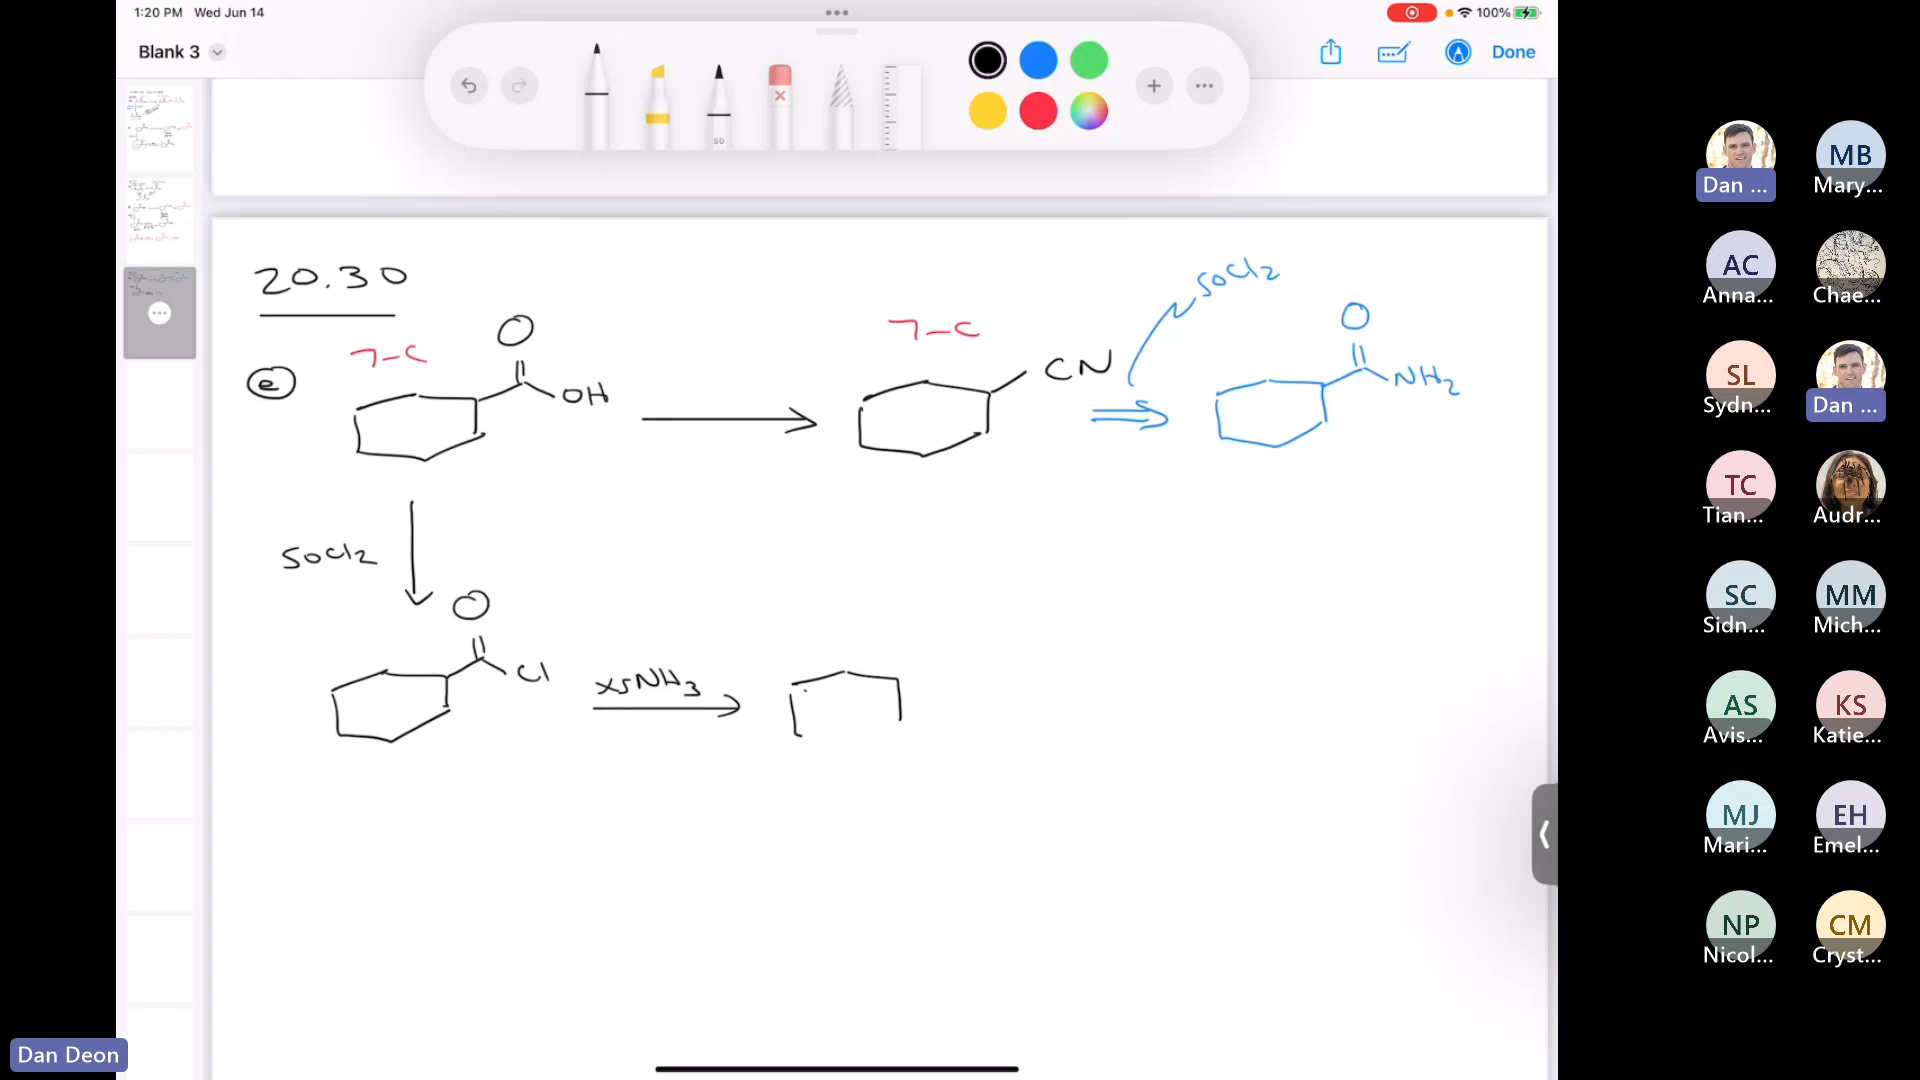 1:20 PM Wed Jun 14
100%
Blank 3
Done
50
20.30
SOCl2
e
7-C
O
OH
7-C
CN
O
NH2
SOCl2
O
Cl
xsNH3
Dan ...
MB
Mary...
AC
Anna...
Chae...
SL
Sydn...
Dan ...
TC
Tian...
Audr...
SC
Sidn...
MM
Mich...
AS
Avis...
KS
Katie...
MJ
Mari...
EH
Emel...
NP
Nicol...
CM
Cryst...
Dan Deon